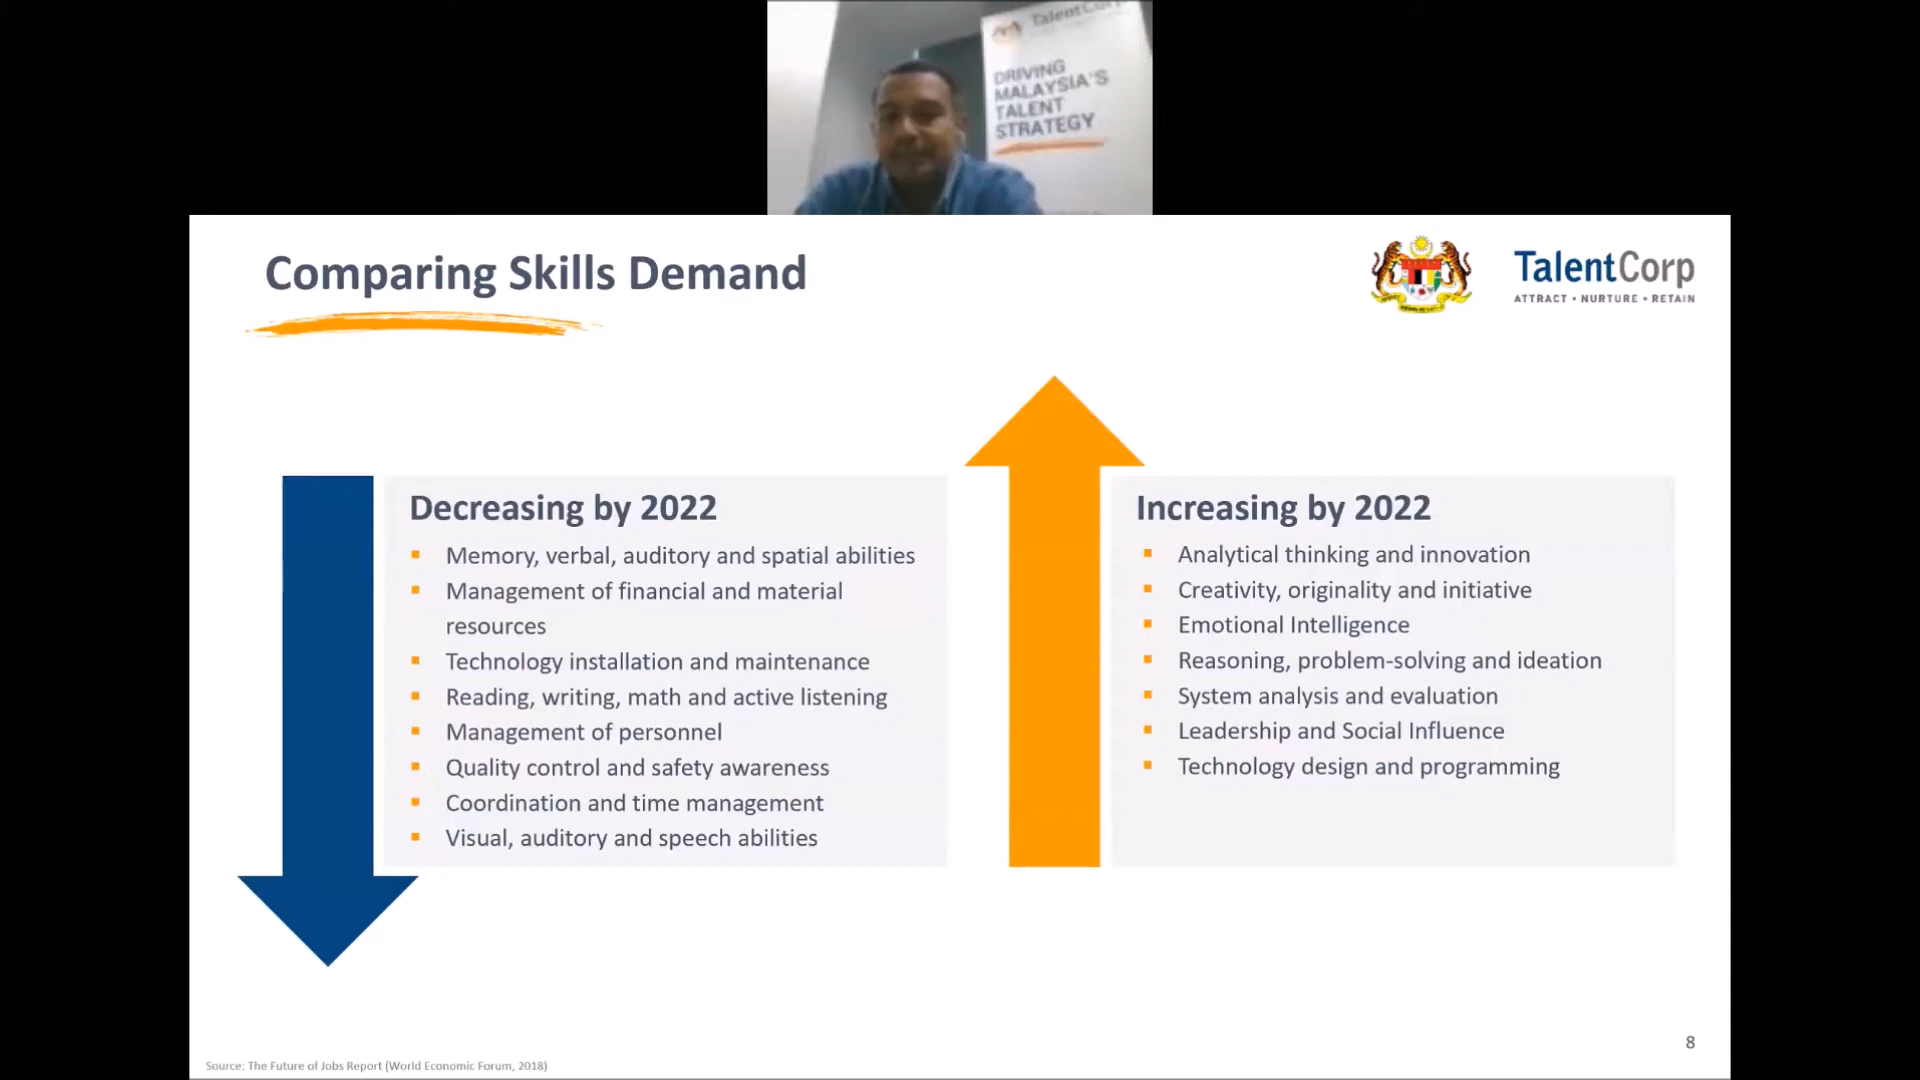 TalentCorp
DRIVING
MALAYSIA'S
TALENT
STRATEGY
Comparing Skills Demand
TalentCorp
ATTRACT • NURTURE • RETAIN
Decreasing by 2022
Memory, verbal, auditory and spatial abilities
Management of financial and material
resources
Technology installation and maintenance
Reading, writing, math and active listening
Management of personnel
Quality control and safety awareness
Coordination and time management
Visual, auditory and speech abilities
Increasing by 2022
Analytical thinking and innovation
Creativity, originality and initiative
Emotional Intelligence
Reasoning, problem-solving and ideation
System analysis and evaluation
Leadership and Social Influence
Technology design and programming
8
Source: The Future of Jobs Report (World Economic Forum, 2018)